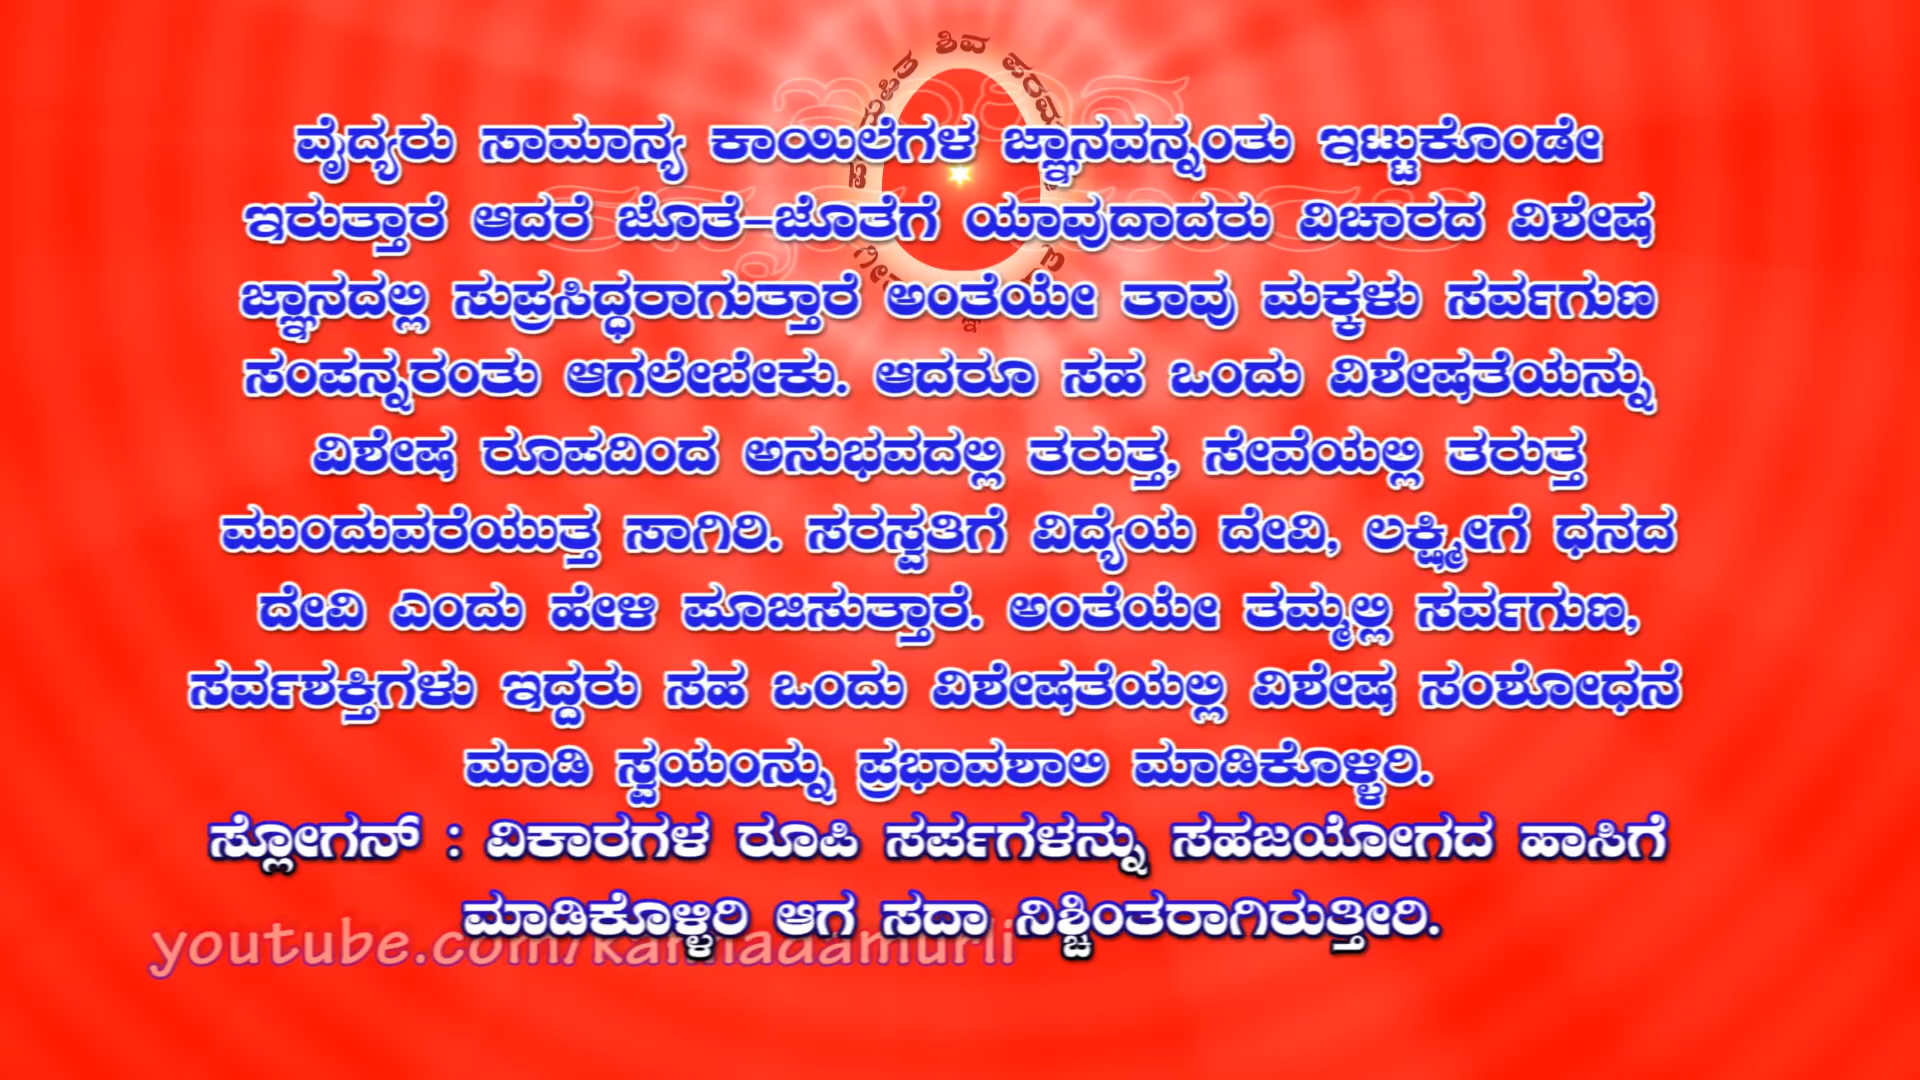 ವೈದ್ಯರು ಸಾಮಾನ್ಯ ಕಾಯಿಲೆಗಳ ಜ್ಞಾನವನ್ನಂತು ಇಟ್ಟುಕೊಂಡೇ
ಇರುತ್ತಾರೆ ಆದರೆ ಜೊತೆ-ಜೊತೆಗೆ ಯಾವುದಾದರು ವಿಚಾರದ ವಿಶೇಷ
ಜ್ಞಾನದಲ್ಲಿ ಸುಪ್ರಸಿದ್ಧರಾಗುತ್ತಾರೆ ಅಂತೆಯೇ ತಾವು ಮಕ್ಕಳು ಸರ್ವಗುಣ
ಸಂಪನ್ನರಂತು ಆಗಲೇಬೇಕು. ಆದರೂ ಸಹ ಒಂದು ವಿಶೇಷತೆಯನ್ನು
ವಿಶೇಷ ರೂಪದಿಂದ ಅನುಭವದಲ್ಲಿ ತರುತ್ತ, ಸೇವೆಯಲ್ಲಿ ತರುತ್ತ
ಮುಂದುವರೆಯುತ್ತ ಸಾಗಿರಿ. ಸರಸ್ವತಿಗೆ ವಿದ್ಯೆಯ ದೇವಿ, ಲಕ್ಷ್ಮೀಗೆ ಧನದ
ದೇವಿ ಎಂದು ಹೇಳಿ ಪೂಜಿಸುತ್ತಾರೆ. ಅಂತೆಯೇ ತಮ್ಮಲ್ಲಿ ಸರ್ವಗುಣ,
ಸರ್ವಶಕ್ತಿಗಳು ಇದ್ದರು ಸಹ ಒಂದು ವಿಶೇಷತೆಯಲ್ಲಿ ವಿಶೇಷ ಸಂಶೋಧನೆ
ಮಾಡಿ ಸ್ವಯಂನ್ನು ಪ್ರಭಾವಶಾಲಿ ಮಾಡಿಕೊಳ್ಳಿರಿ.
ಸ್ಲೋಗನ್ : ವಿಕಾರಗಳ ರೂಪಿ ಸರ್ಪಗಳನ್ನು ಸಹಜಯೋಗದ ಹಾಸಿಗೆ
ಮಾಡಿಕೊಳ್ಳಿರಿ ಆಗ ಸದಾ ನಿಶ್ಚಿಂತರಾಗಿರುತ್ತೀರಿ.
youtube.com/kannadamurli